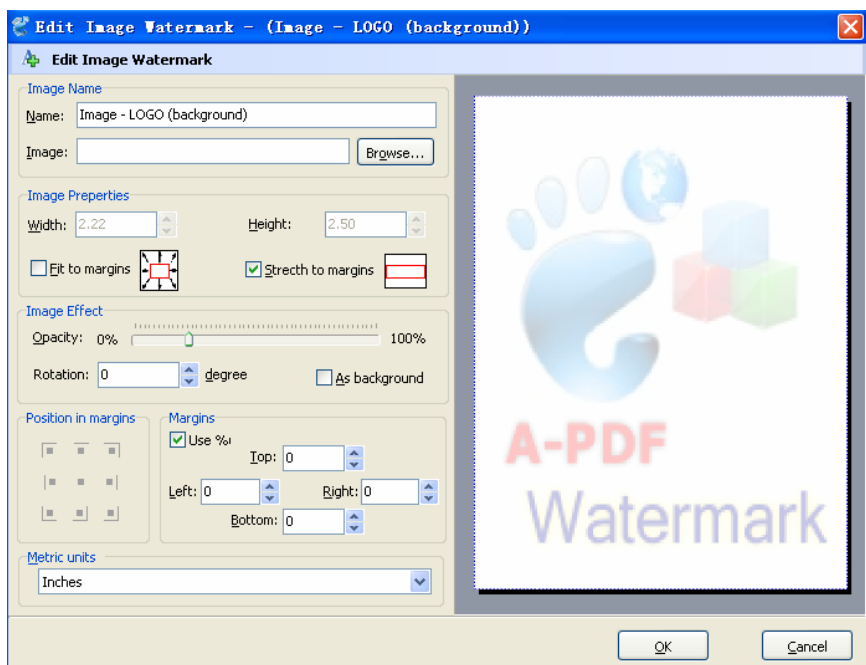 Edit Image Watermark - (Image - LOGO (background))
Edit Image Watermark
Image Name
Name: Image - LOGO (background)
Image: Browse...
Image Preperties
Width: 2.22 Height: 2.50
Fit to margins Strecth to margins
Image Effect
Opacity: 0% 100%
Rotation: 0 degree As background
Position in margins
Margins
Use %
Top: 0
Left: 0 Right: 0
Bottom: 0
Metric units
Inches
A-PDF
Watermark
OK Cancel